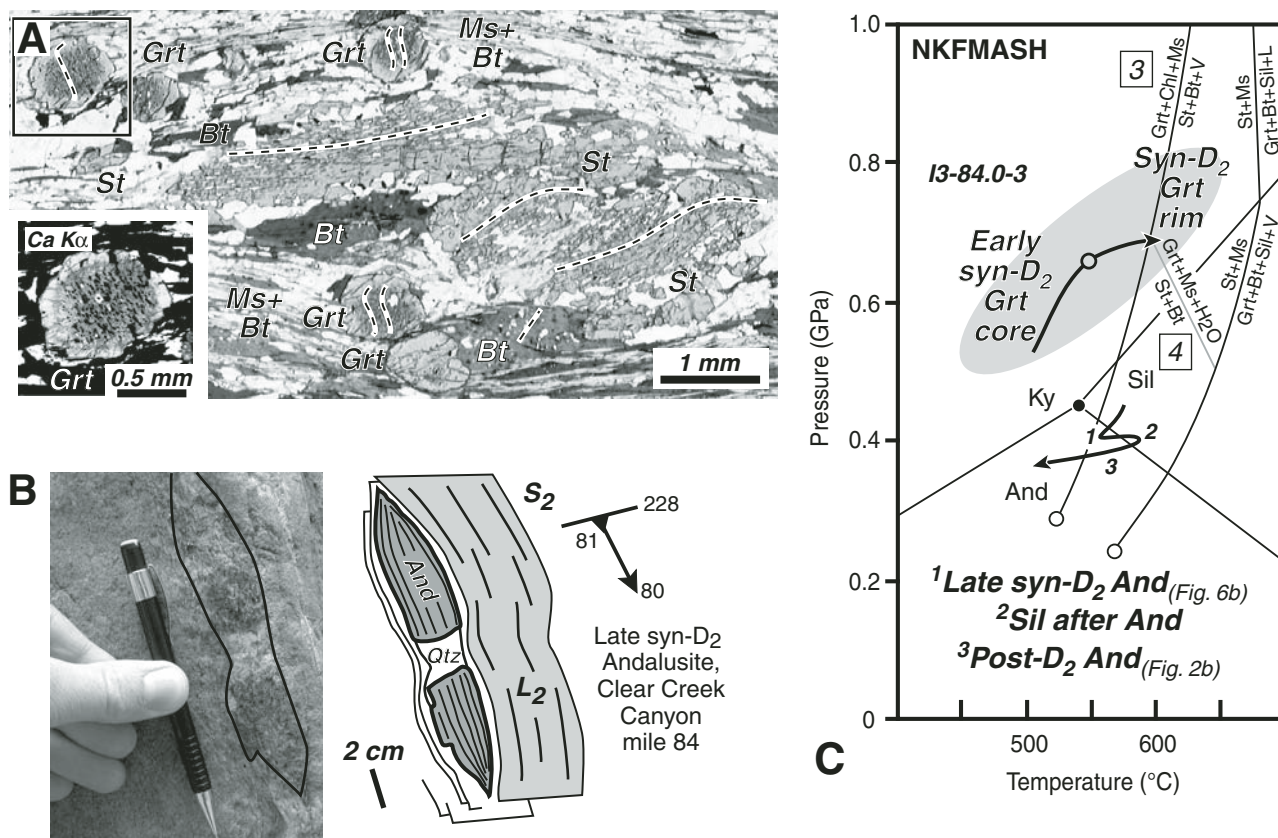 A
Grt
Grt
Ms+
Bt
Bt
St
St
Bt
Ca Kα
Ms+
Bt
Grt
Grt
St
Bt
Grt
0.5 mm
1 mm
B
And
Qtz
S2
L2
228
81
80
2 cm
Late syn-D2
Andalusite,
Clear Creek
Canyon
mile 84
C
Pressure (GPa)
1.0
0.8
0.6
0.4
0.2
0
NKFMASH
3
Grt+Chl+Ms
St+Bt+V
St+Ms
Grt+Bt+Sil+L
I3-84.0-3
Syn-D2
Grt
rim
Early
syn-D2
Grt
core
Grt+Ms+H2O
St+Bt
St+Ms
Grt+Bt+Sil+V
4
Ky
Sil
1
2
3
And
1Late syn-D2 And(Fig. 6b)
2Sil after And
3Post-D2 And(Fig. 2b)
500
600
Temperature (°C)